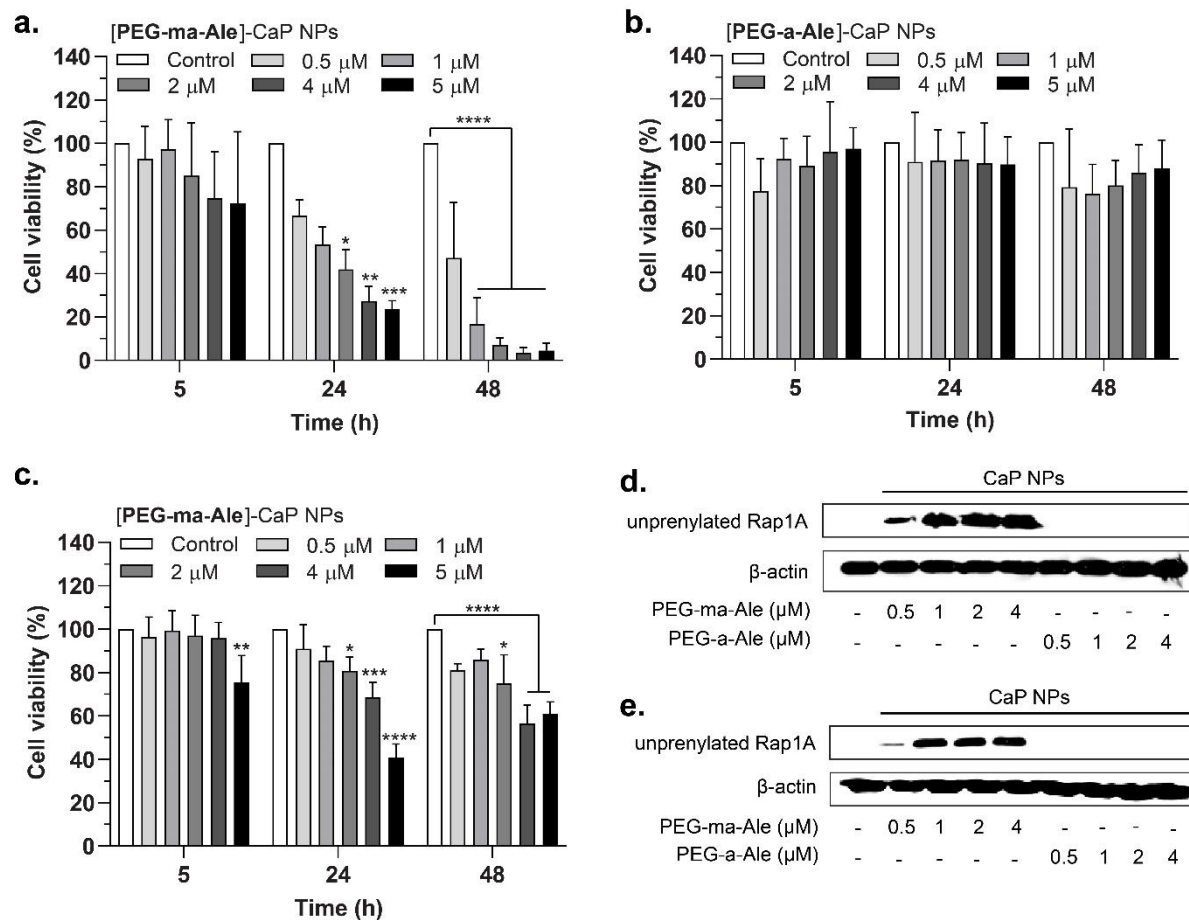 a.
[PEG-ma-Ale]-CaP NPs
Control 0.5 μM 1 μM
2 μM 4 μM 5 μM
Cell viability (%)
140
120
100
80
60
40
20
0
****
* ** ***
5 24 48
Time (h)
b.
[PEG-a-Ale]-CaP NPs
Control 0.5 μM 1 μM
2 μM 4 μM 5 μM
Cell viability (%)
140
120
100
80
60
40
20
0
5 24 48
Time (h)
c.
[PEG-ma-Ale]-CaP NPs
Control 0.5 μM 1 μM
2 μM 4 μM 5 μM
Cell viability (%)
140
120
100
80
60
40
20
0
**
* *** ****
****
*
5 24 48
Time (h)
d.
CaP NPs
unprenylated Rap1A
β-actin
PEG-ma-Ale (μM) - 0.5 1 2 4 - - - -
PEG-a-Ale (μM) - - - - - 0.5 1 2 4
e.
CaP NPs
unprenylated Rap1A
β-actin
PEG-ma-Ale (μM) - 0.5 1 2 4 - - - -
PEG-a-Ale (μM) - - - - - 0.5 1 2 4